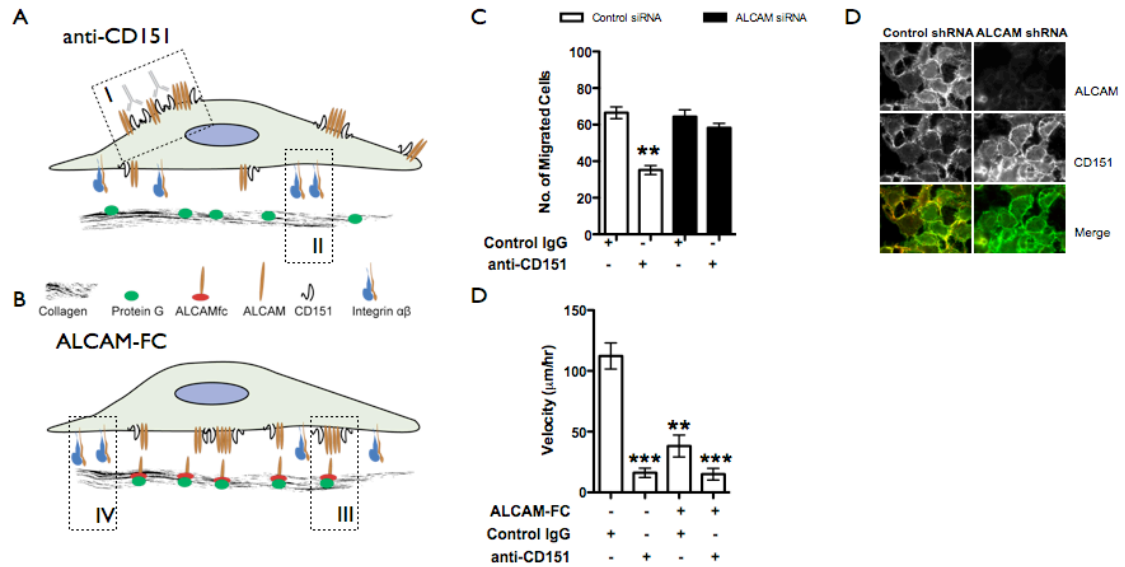 A
anti-CD151
I
II
Collagen Protein G ALCAMfc ALCAM CD151 Integrin αβ
B
ALCAM-FC
IV
III
C
Control siRNA ALCAM siRNA
No. of Migrated Cells
100
80
60
40
20
0
**
Control IgG + - + -
anti-CD151 - + - +
D
Control shRNA ALCAM shRNA
ALCAM
CD151
Merge
D
Velocity (μm/hr)
150
100
50
0
*** ** ***
ALCAM-FC - - + +
Control IgG + - + -
anti-CD151 - + - +